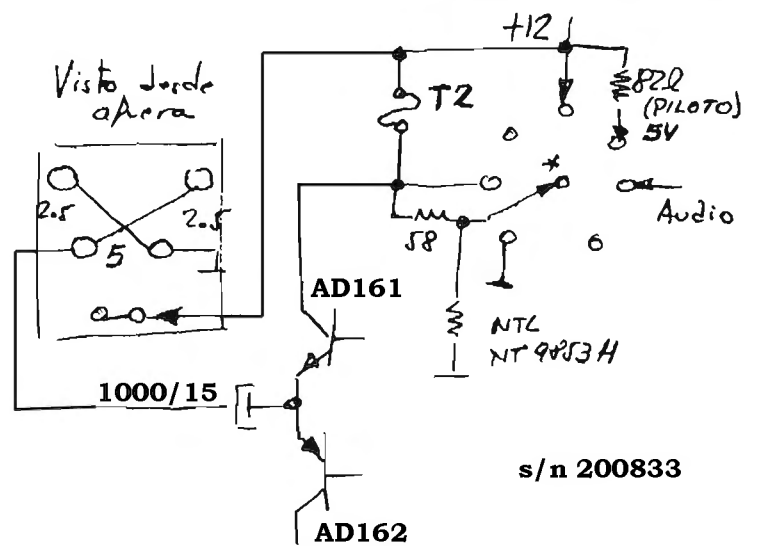 +12
Visto desde
afuera
T2
82Ω
(PILOTO)
5V
*
2.5
2.5
5
Audio
58
AD161
NTC
NT 9853H
1000/15
s/n 200833
AD162